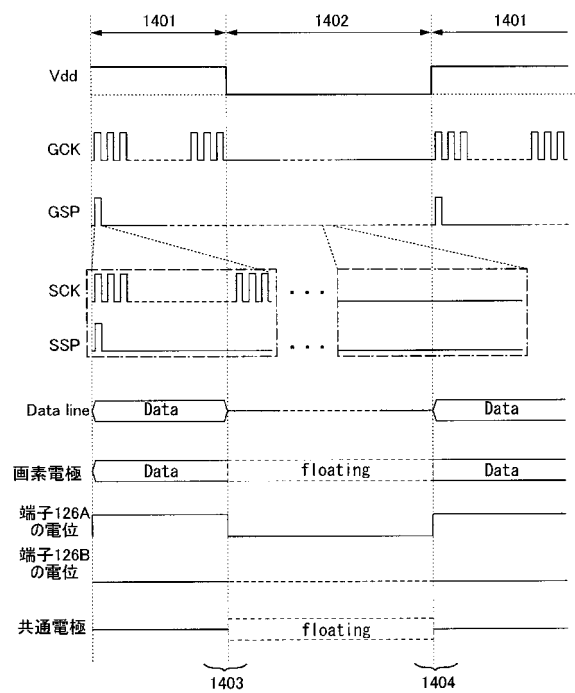 1401 1402 1401
Vdd
GCK
GSP
SCK
SSP
Data line Data Data
画素電極 Data floating Data
端子126A
の電位
端子126B
の電位
共通電極 floating
1403 1404